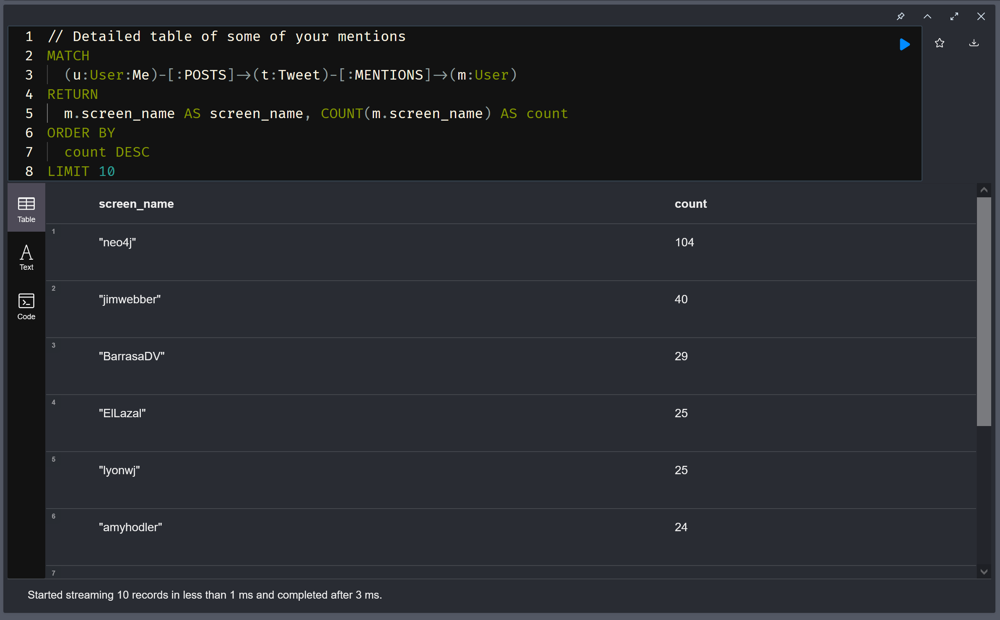 1 // Detailed table of some of your mentions
2 MATCH
3 (u:User:Me)-[:POSTS]->(t:Tweet)-[:MENTIONS]->(m:User)
4 RETURN
5 m.screen_name AS screen_name, COUNT(m.screen_name) AS count
6 ORDER BY
7 count DESC
8 LIMIT 10
Table
Text
Code
screen_name count
1 "neo4j" 104
2 "jimwebber" 40
3 "BarrasaDV" 29
4 "ElLazal" 25
5 "lyonwj" 25
6 "amyhodler" 24
7
Started streaming 10 records in less than 1 ms and completed after 3 ms.